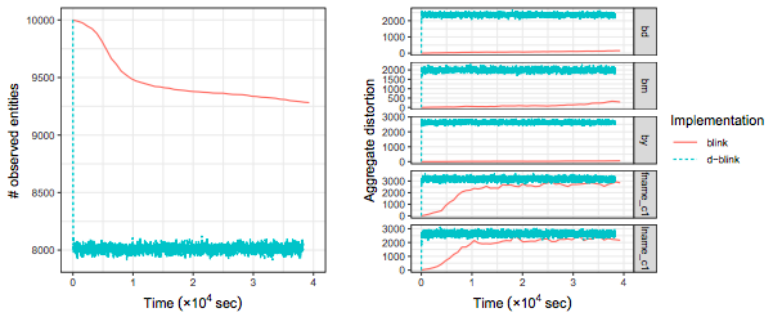 10000
9500
9000
8500
8000
# observed entities
0
1
2
3
4
Time (×10⁴ sec)
Aggregate distortion
2000
1000
0
bd
2000
1500
1000
500
0
bm
3000
2000
1000
0
by
3000
2000
1000
0
fname_c1
3000
2000
1000
0
lname_c1
0
1
2
3
4
Time (×10⁴ sec)
Implementation
blink
d−blink